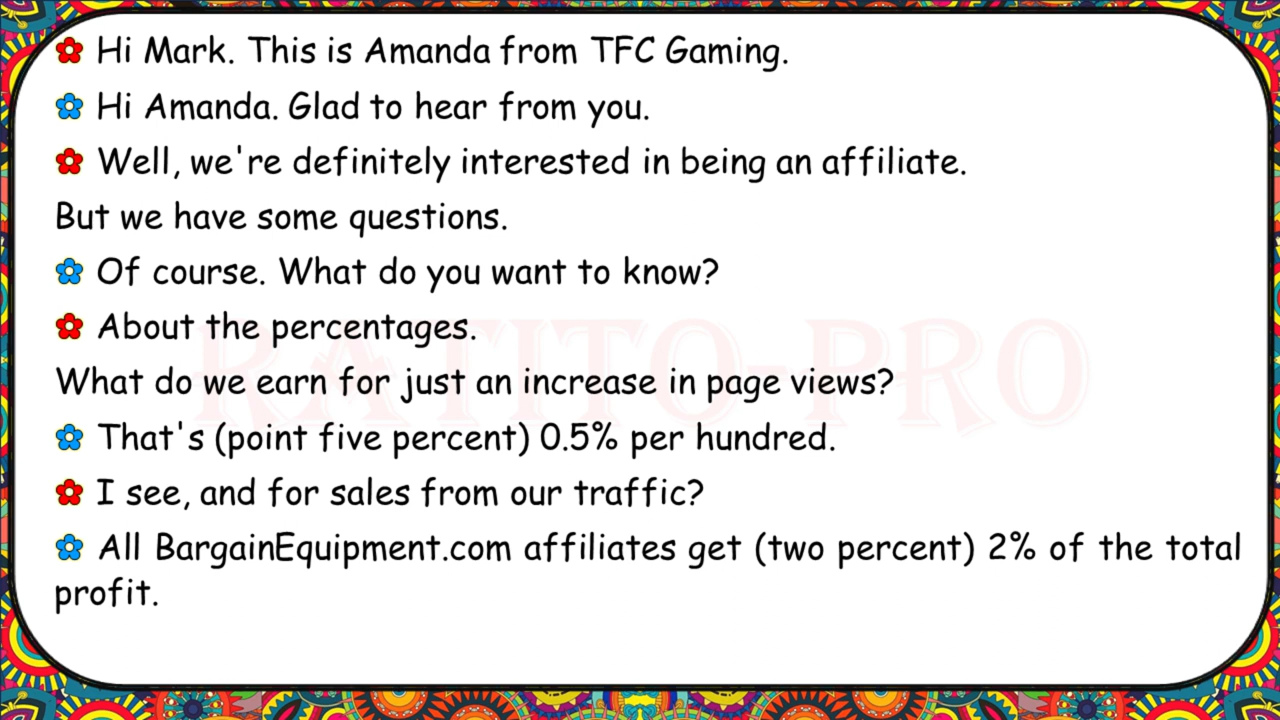 Hi Mark. This is Amanda from TFC Gaming.
Hi Amanda. Glad to hear from you.
Well, we're definitely interested in being an affiliate.
But we have some questions.
Of course. What do you want to know?
About the percentages.
What do we earn for just an increase in page views?
That's (point five percent) 0.5% per hundred.
I see, and for sales from our traffic?
All BargainEquipment.com affiliates get (two percent) 2% of the total
profit.
RATITO-PRO